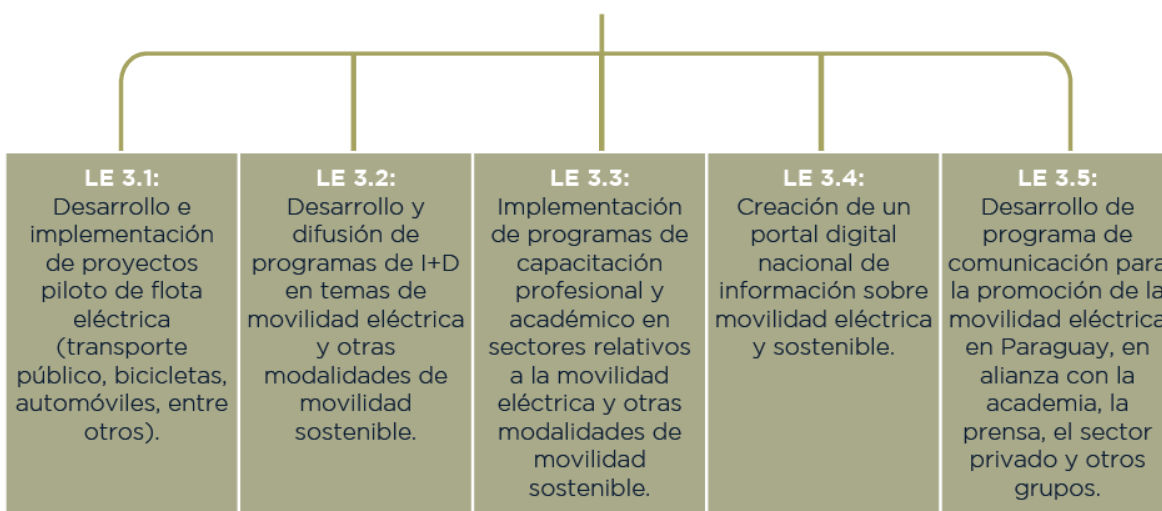 LE 3.1:
Desarrollo e
implementación
de proyectos
piloto de flota
eléctrica
(transporte
público, bicicletas,
automóviles, entre
otros).
LE 3.2:
Desarrollo y
difusión de
programas de I+D
en temas de
movilidad eléctrica
y otras
modalidades de
movilidad
sostenible.
LE 3.3:
Implementación
de programas de
capacitación
profesional y
académico en
sectores relativos
a la movilidad
eléctrica y otras
modalidades de
movilidad
sostenible.
LE 3.4:
Creación de un
portal digital
nacional de
información sobre
movilidad eléctrica
y sostenible.
LE 3.5:
Desarrollo de
programa de
comunicación para
la promoción de la
movilidad eléctrica
en Paraguay, en
alianza con la
academia, la
prensa, el sector
privado y otros
grupos.